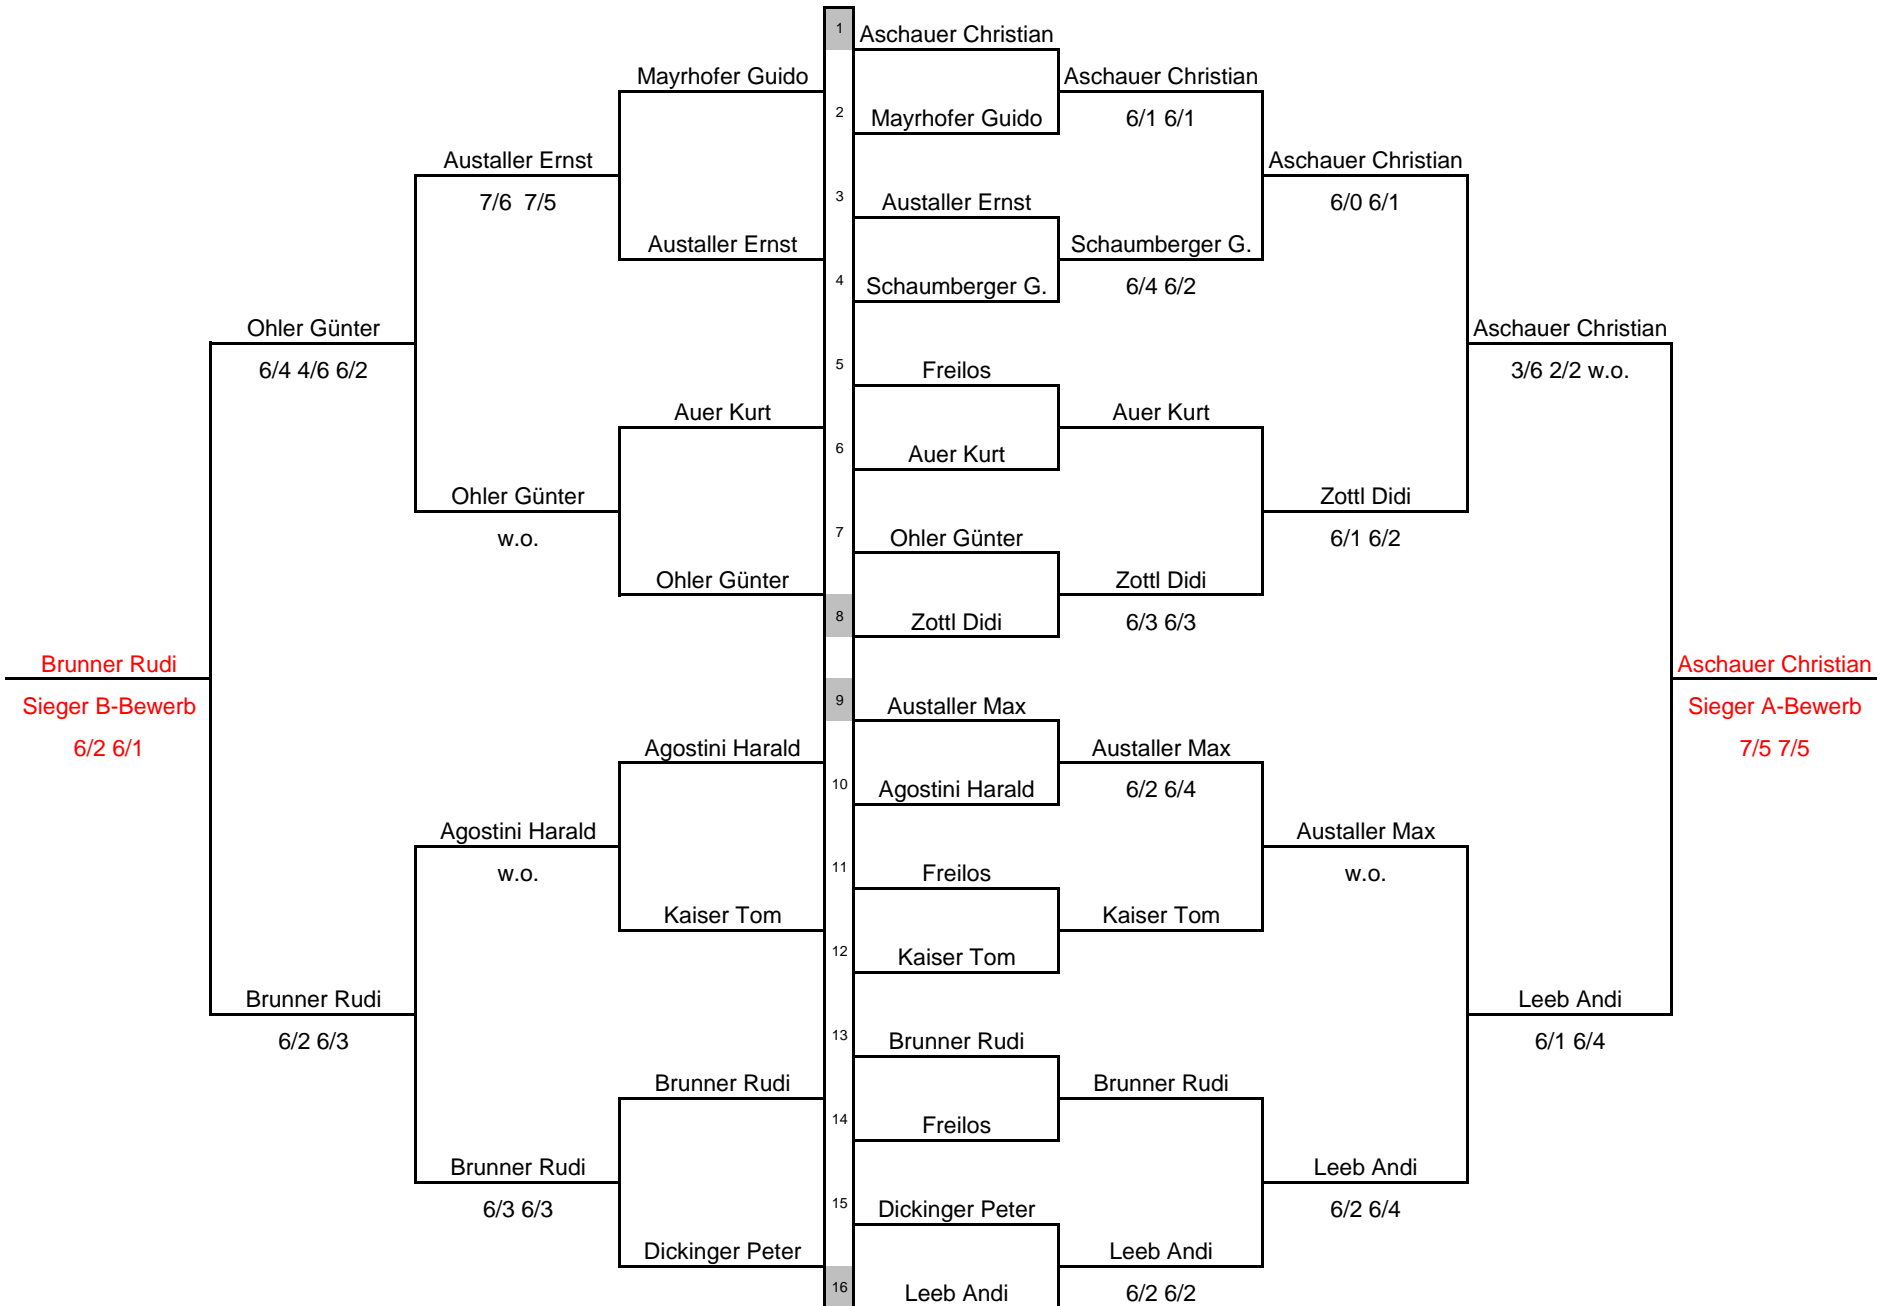 1
Aschauer Christian
Mayrhofer Guido
Aschauer Christian
2
Mayrhofer Guido
6/1 6/1
Austaller Ernst
Aschauer Christian
7/6  7/5
3
Austaller Ernst
6/0 6/1
Austaller Ernst
Schaumberger G.
4
Schaumberger G.
6/4 6/2
Ohler Günter
Aschauer Christian
6/4 4/6 6/2
5
Freilos
3/6 2/2 w.o.
Auer Kurt
Auer Kurt
6
Auer Kurt
Ohler Günter
Zottl Didi
w.o.
7
Ohler Günter
6/1 6/2
Ohler Günter
Zottl Didi
8
Zottl Didi
6/3 6/3
Brunner Rudi
Aschauer Christian
Sieger B-Bewerb
9
Austaller Max
Sieger A-Bewerb
6/2 6/1
Agostini Harald
Austaller Max
7/5 7/5
10
Agostini Harald
6/2 6/4
Agostini Harald
Austaller Max
w.o.
11
Freilos
w.o.
Kaiser Tom
Kaiser Tom
12
Kaiser Tom
Brunner Rudi
Leeb Andi
6/2 6/3
13
Brunner Rudi
6/1 6/4
Brunner Rudi
Brunner Rudi
14
Freilos
Brunner Rudi
Leeb Andi
6/3 6/3
15
Dickinger Peter
6/2 6/4
Dickinger Peter
Leeb Andi
16
Leeb Andi
6/2 6/2